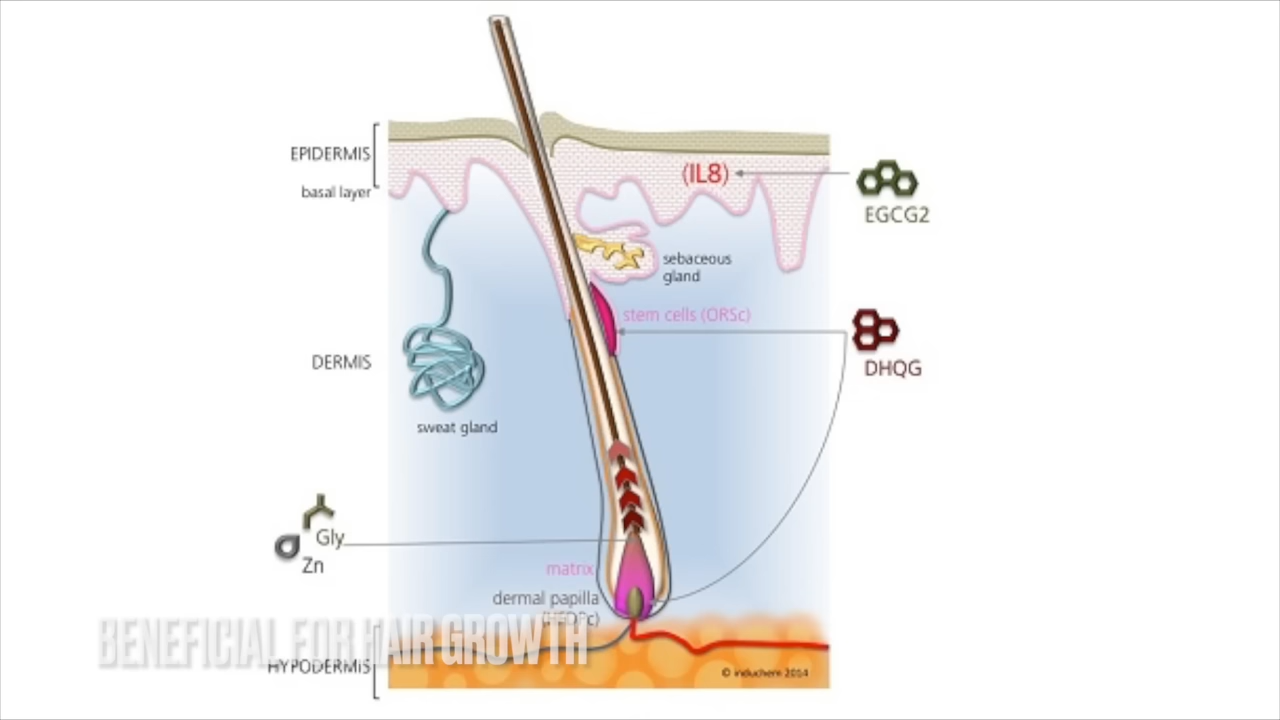 EPIDERMIS
basal layer
(IL8)
EGCG2
sebaceous
gland
stem cells (ORSc)
DHQG
DERMIS
sweat gland
Gly
Zn
matrix
dermal papilla
(HFDPc)
BENEFICIAL FOR HAIR GROWTH
HYPODERMIS
© induchem 2014